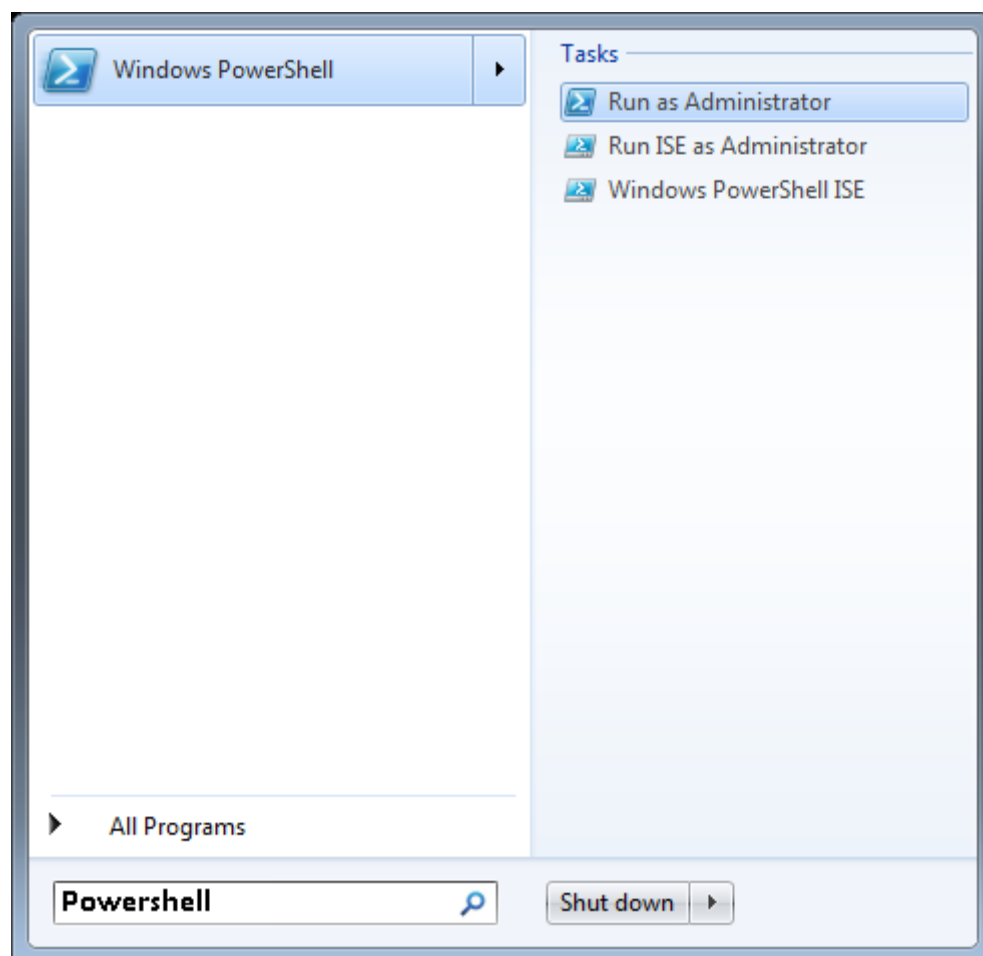 Windows PowerShell
Tasks
Run as Administrator
Run ISE as Administrator
Windows PowerShell ISE
All Programs
Powershell
Shut down